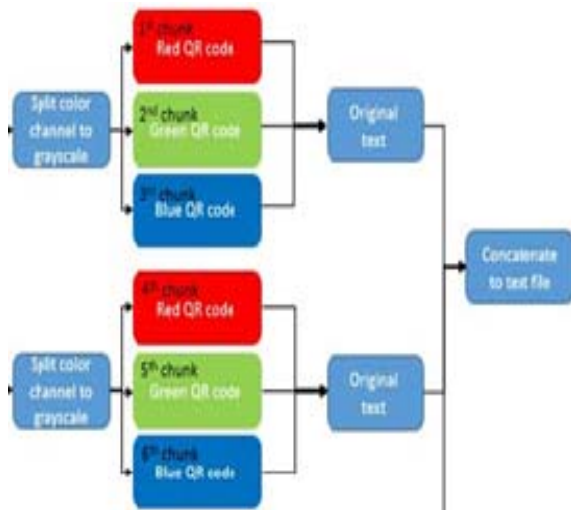 1st chunk
Red QR code
Split color
channel to
grayscale
2nd chunk
Green QR code
3rd chunk
Blue QR code
Original
text
Concatenate
to text file
4th chunk
Red QR code
Split color
channel to
grayscale
5th chunk
Green QR code
6th chunk
Blue QR code
Original
text